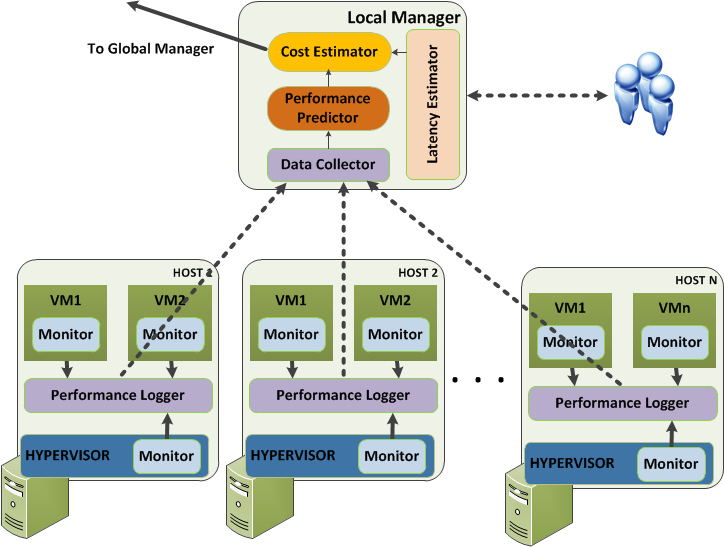 Local Manager
To Global Manager
Cost Estimator
Latency Estimator
Performance
Predictor
Data Collector
HOST 1
VM1
VM2
Monitor
Monitor
Performance Logger
HYPERVISOR
Monitor
HOST 2
VM1
VM2
Monitor
Monitor
Performance Logger
HYPERVISOR
Monitor
. . .
HOST N
VM1
VMn
Monitor
Monitor
Performance Logger
HYPERVISOR
Monitor